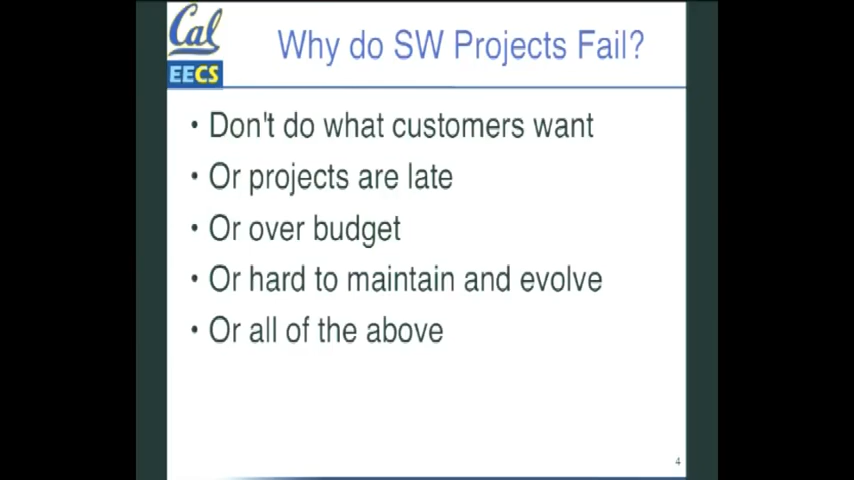 Cal
EECS
Why do SW Projects Fail?
• Don't do what customers want
• Or projects are late
• Or over budget
• Or hard to maintain and evolve
• Or all of the above
4